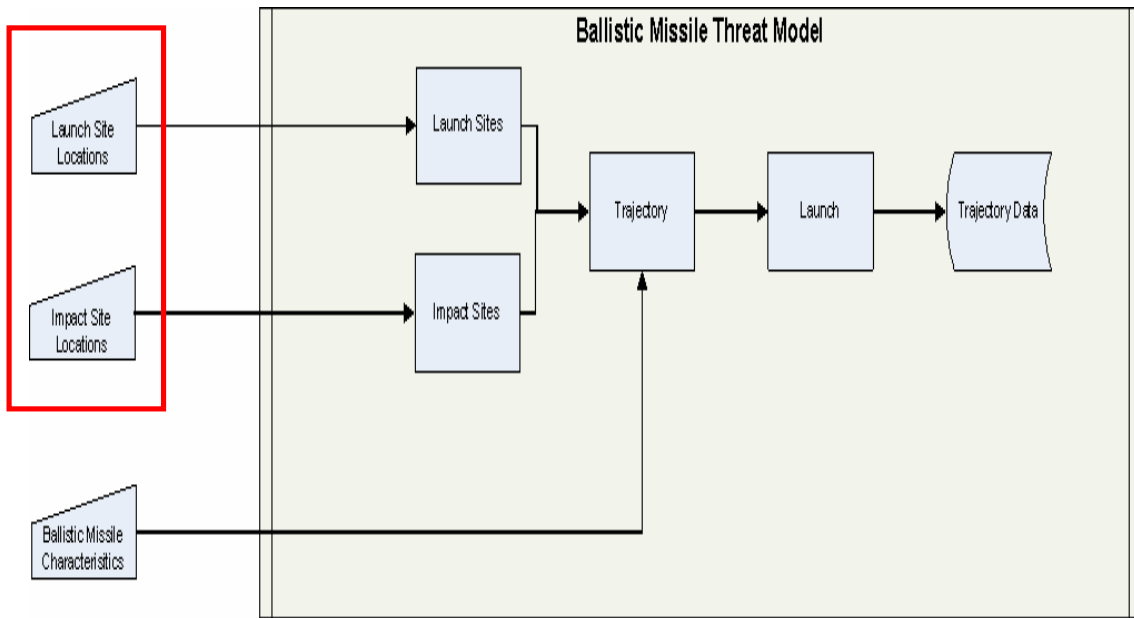 Ballistic Missile Threat Model
Launch Site
Locations
Launch Sites
Trajectory
Launch
Trajectory Data
Impact Site
Locations
Impact Sites
Ballistic Missile
Characterisitics